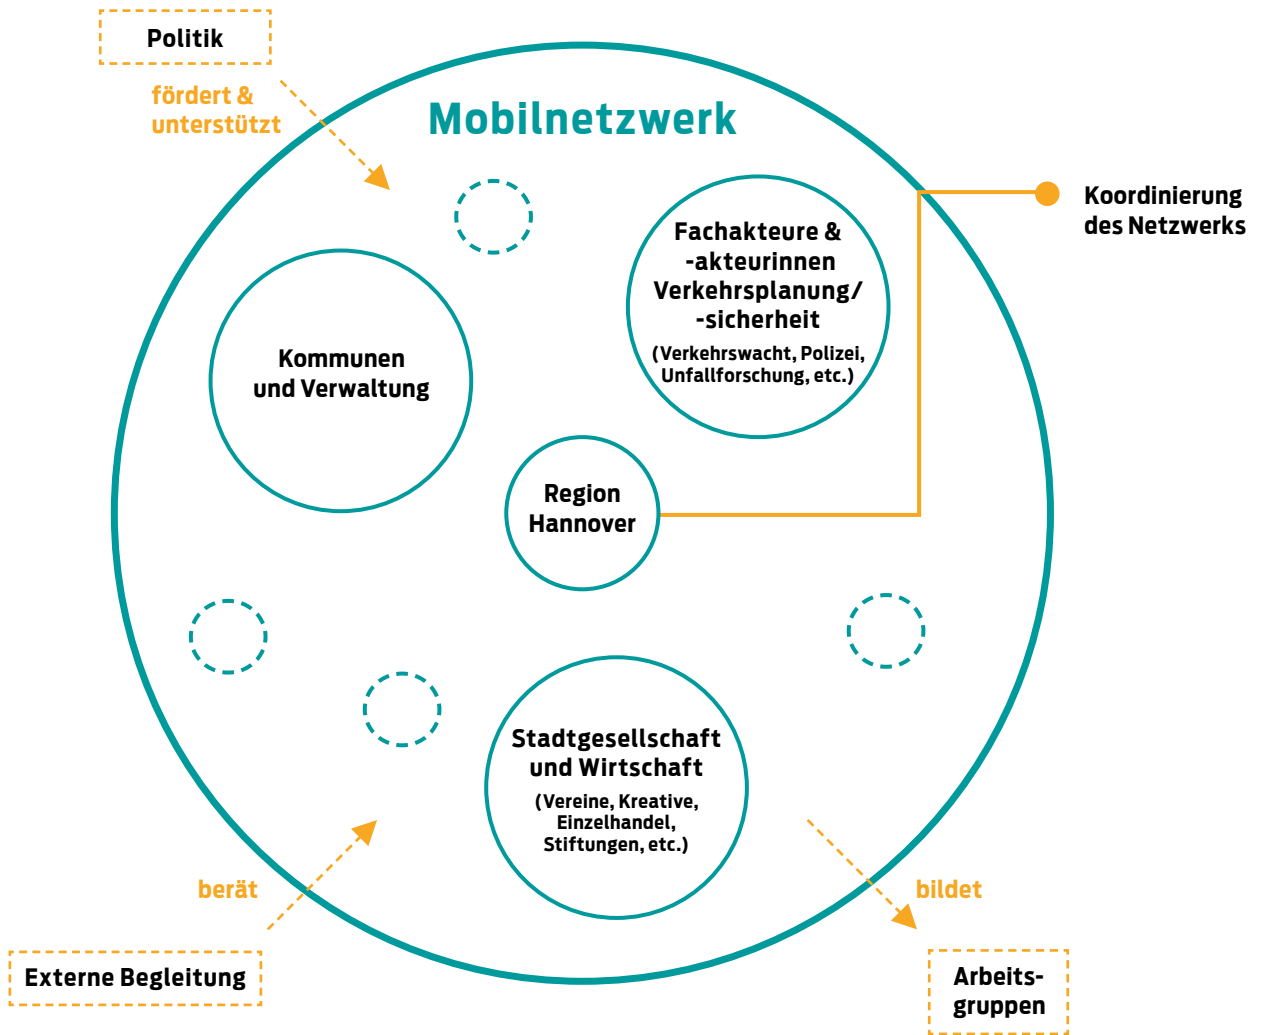 Politik
fördert &
unterstützt
Mobilnetzwerk
Koordinierung
des Netzwerks
Fachakteure &
-akteurinnen
Verkehrsplanung/
-sicherheit
(Verkehrswacht, Polizei,
Unfallforschung, etc.)
Kommunen
und Verwaltung
Region
Hannover
Stadtgesellschaft
und Wirtschaft
(Vereine, Kreative,
Einzelhandel,
Stiftungen, etc.)
berät
bildet
Externe Begleitung
Arbeits-
gruppen